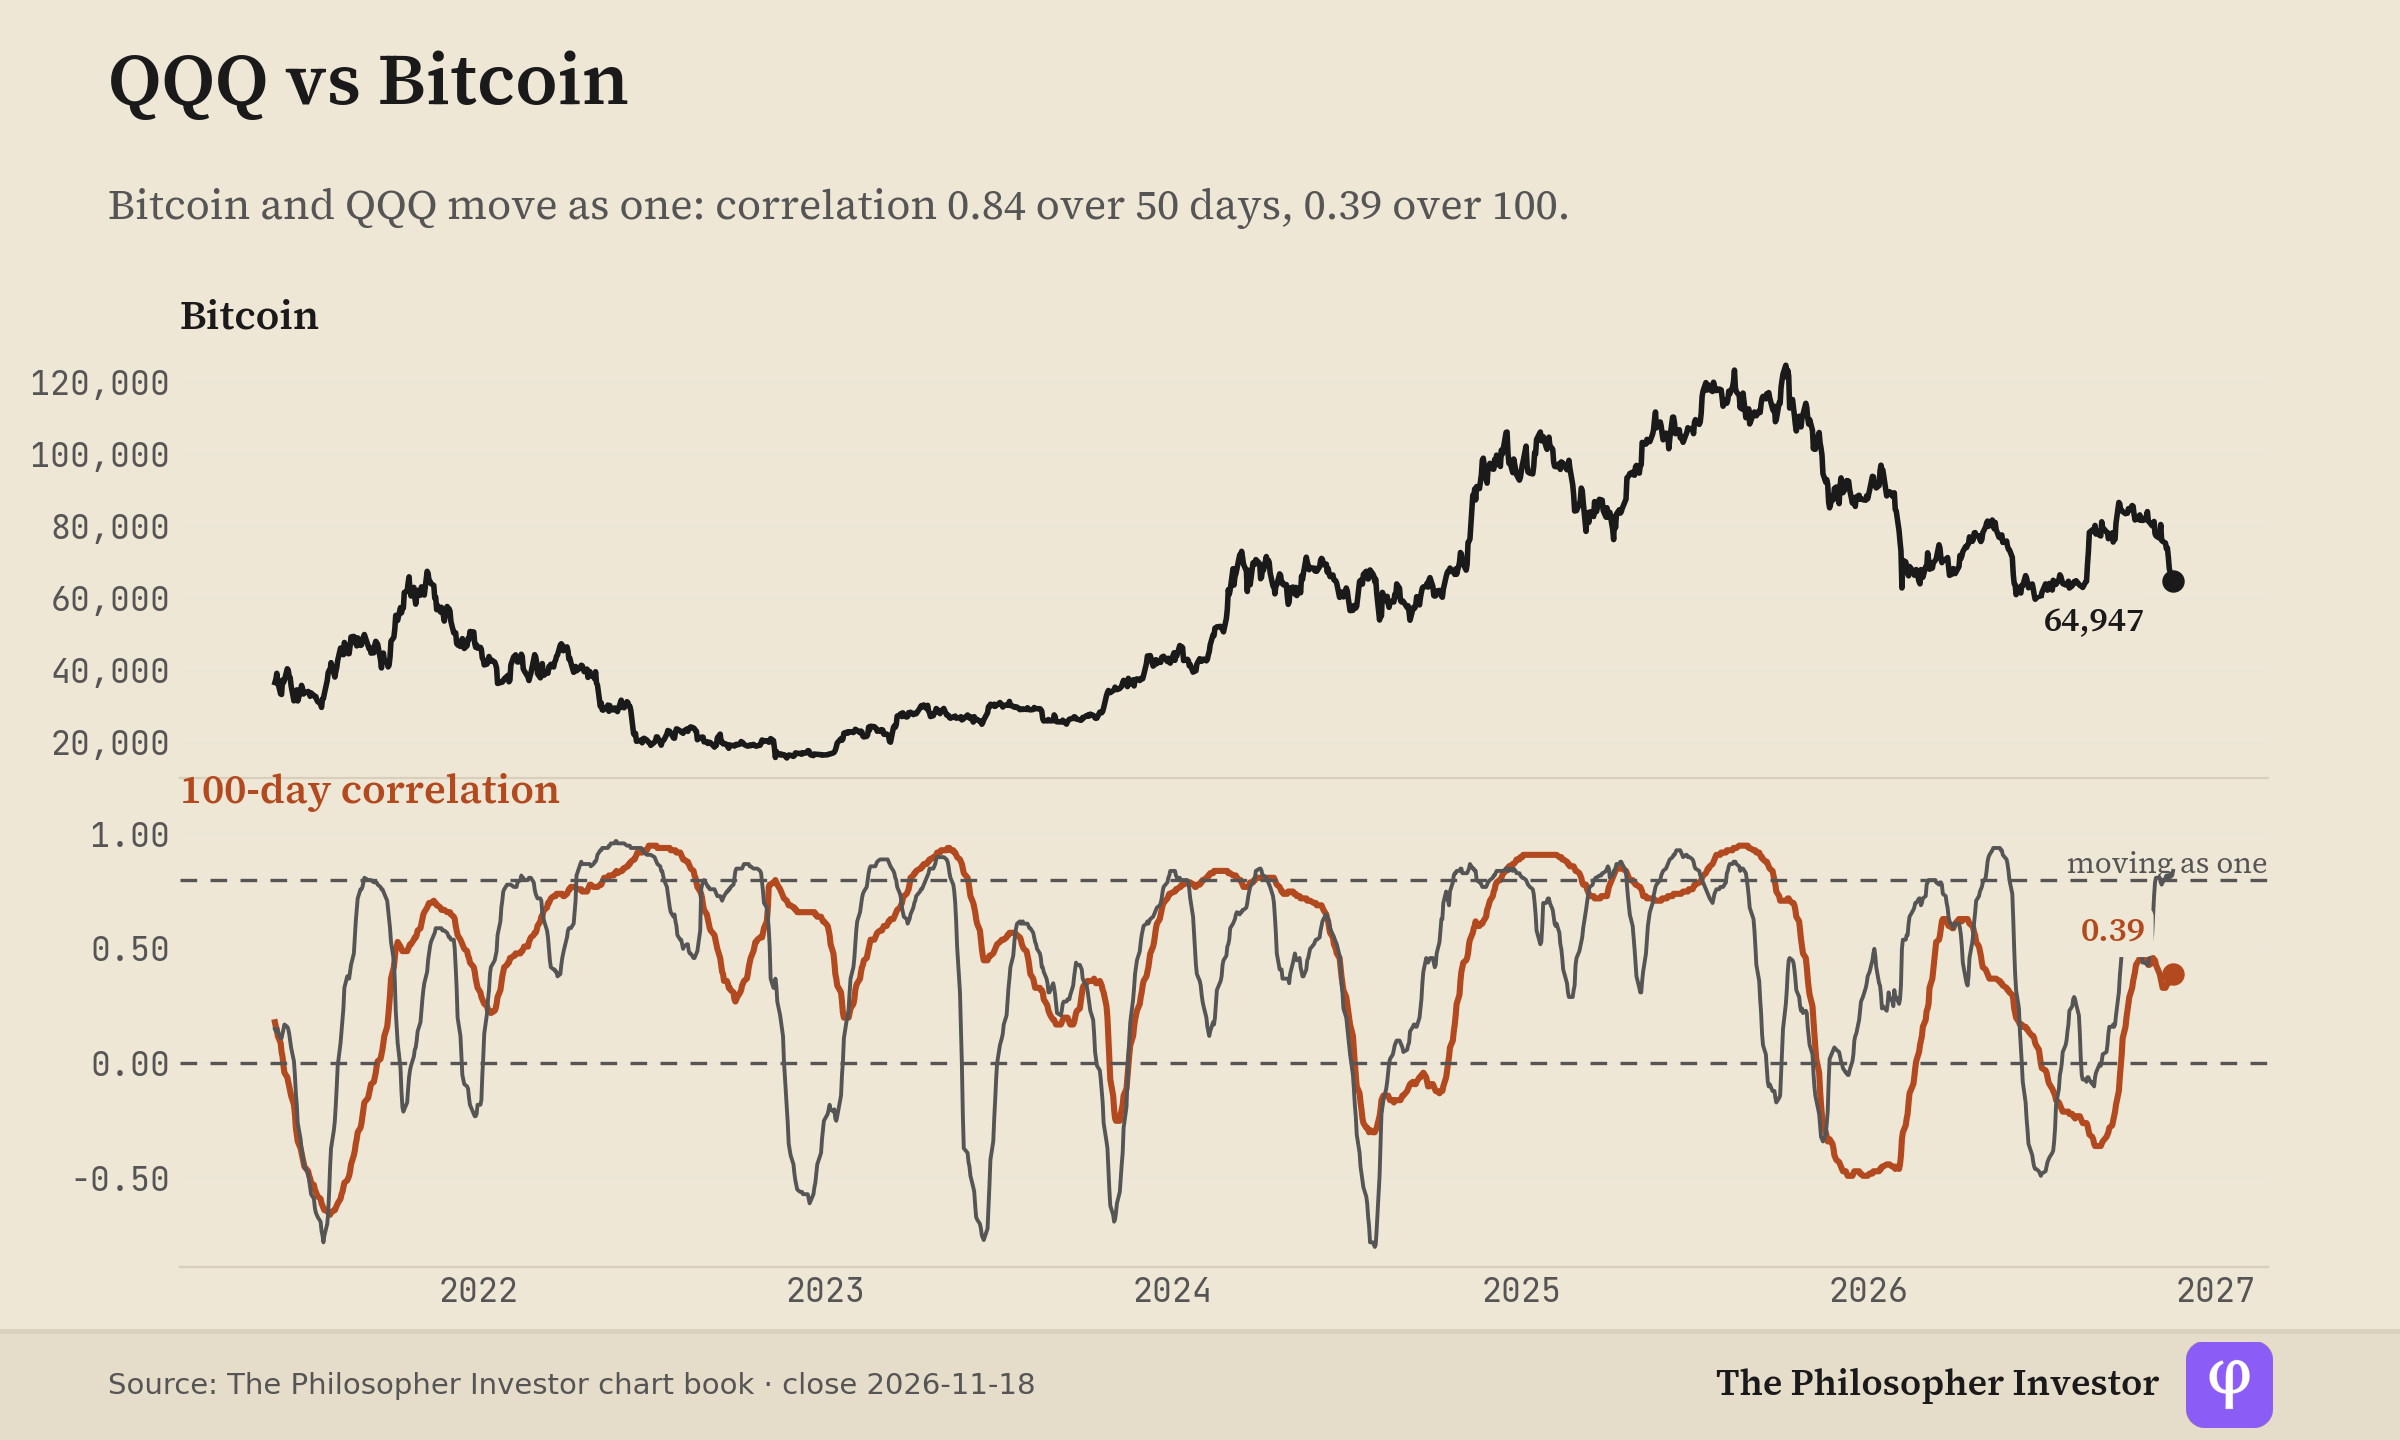 QQQ vs Bitcoin
Bitcoin and QQQ move as one: correlation 0.84 over 50 days, 0.39 over 100.
Bitcoin
120,000
100,000
80,000
60,000
40,000
20,000
64,947
100-day correlation
1.00
0.50
0.00
-0.50
moving as one
0.39
2022 2023 2024 2025 2026 2027
Source: The Philosopher Investor chart book · close 2026-11-18
The Philosopher Investor φ